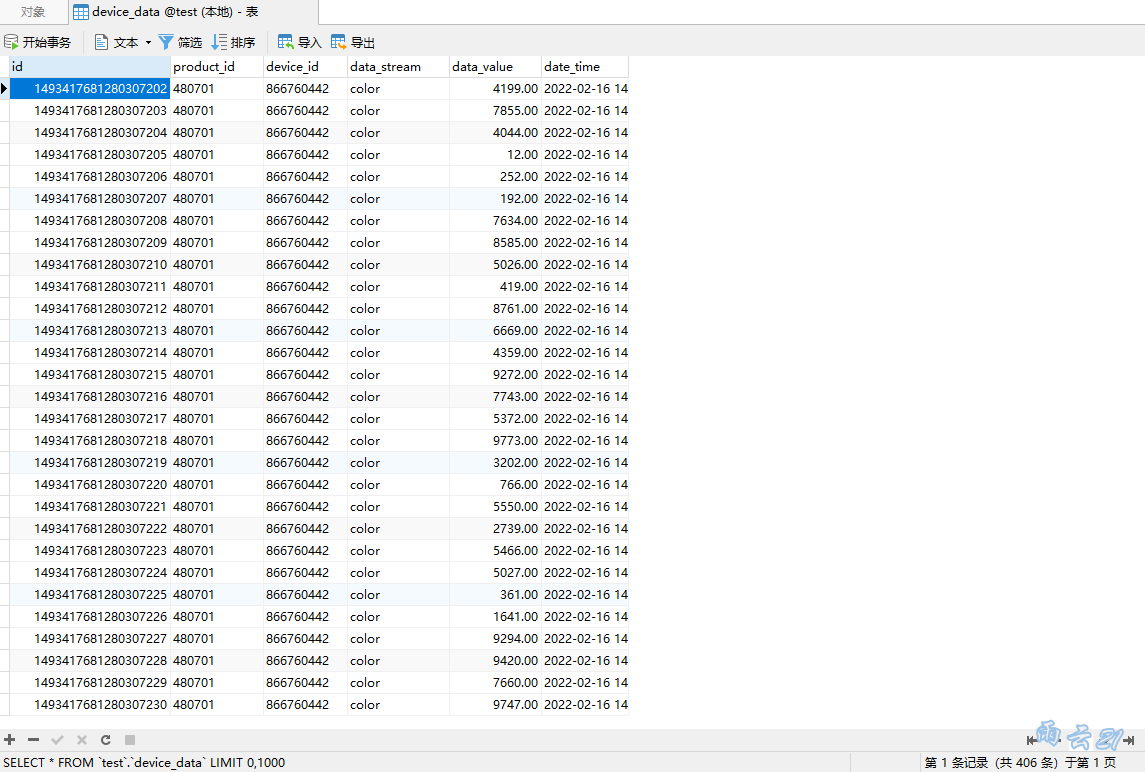 对象 device_data @test (本地) - 表
开始事务 文本 筛选 排序 导入 导出
id product_id device_id data_stream data_value date_time
1493417681280307202 480701 866760442 color 4199.00 2022-02-16 14
1493417681280307203 480701 866760442 color 7855.00 2022-02-16 14
1493417681280307204 480701 866760442 color 4044.00 2022-02-16 14
1493417681280307205 480701 866760442 color 12.00 2022-02-16 14
1493417681280307206 480701 866760442 color 252.00 2022-02-16 14
1493417681280307207 480701 866760442 color 192.00 2022-02-16 14
1493417681280307208 480701 866760442 color 7634.00 2022-02-16 14
1493417681280307209 480701 866760442 color 8585.00 2022-02-16 14
1493417681280307210 480701 866760442 color 5026.00 2022-02-16 14
1493417681280307211 480701 866760442 color 419.00 2022-02-16 14
1493417681280307212 480701 866760442 color 8761.00 2022-02-16 14
1493417681280307213 480701 866760442 color 6669.00 2022-02-16 14
1493417681280307214 480701 866760442 color 4359.00 2022-02-16 14
1493417681280307215 480701 866760442 color 9272.00 2022-02-16 14
1493417681280307216 480701 866760442 color 7743.00 2022-02-16 14
1493417681280307217 480701 866760442 color 5372.00 2022-02-16 14
1493417681280307218 480701 866760442 color 9773.00 2022-02-16 14
1493417681280307219 480701 866760442 color 3202.00 2022-02-16 14
1493417681280307220 480701 866760442 color 766.00 2022-02-16 14
1493417681280307221 480701 866760442 color 5550.00 2022-02-16 14
1493417681280307222 480701 866760442 color 2739.00 2022-02-16 14
1493417681280307223 480701 866760442 color 5466.00 2022-02-16 14
1493417681280307224 480701 866760442 color 5027.00 2022-02-16 14
1493417681280307225 480701 866760442 color 361.00 2022-02-16 14
1493417681280307226 480701 866760442 color 1641.00 2022-02-16 14
1493417681280307227 480701 866760442 color 9294.00 2022-02-16 14
1493417681280307228 480701 866760442 color 9420.00 2022-02-16 14
1493417681280307229 480701 866760442 color 7660.00 2022-02-16 14
1493417681280307230 480701 866760442 color 9747.00 2022-02-16 14
雨云21
SELECT * FROM `test`.`device_data` LIMIT 0,1000 第 1 条记录 (共 406 条) 于第 1 页